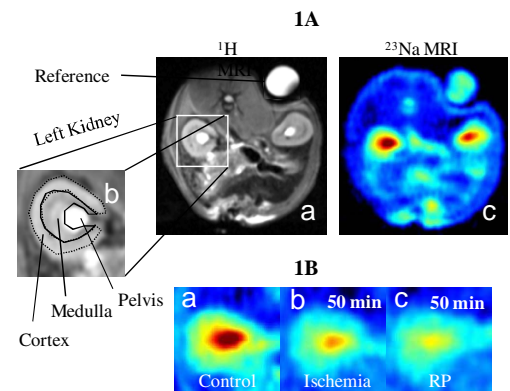 1A
¹H
MRI
²³Na MRI
Reference
Left Kidney
a
b
c
Pelvis
Medulla
Cortex
1B
a
b
50 min
c
50 min
Control
Ischemia
RP